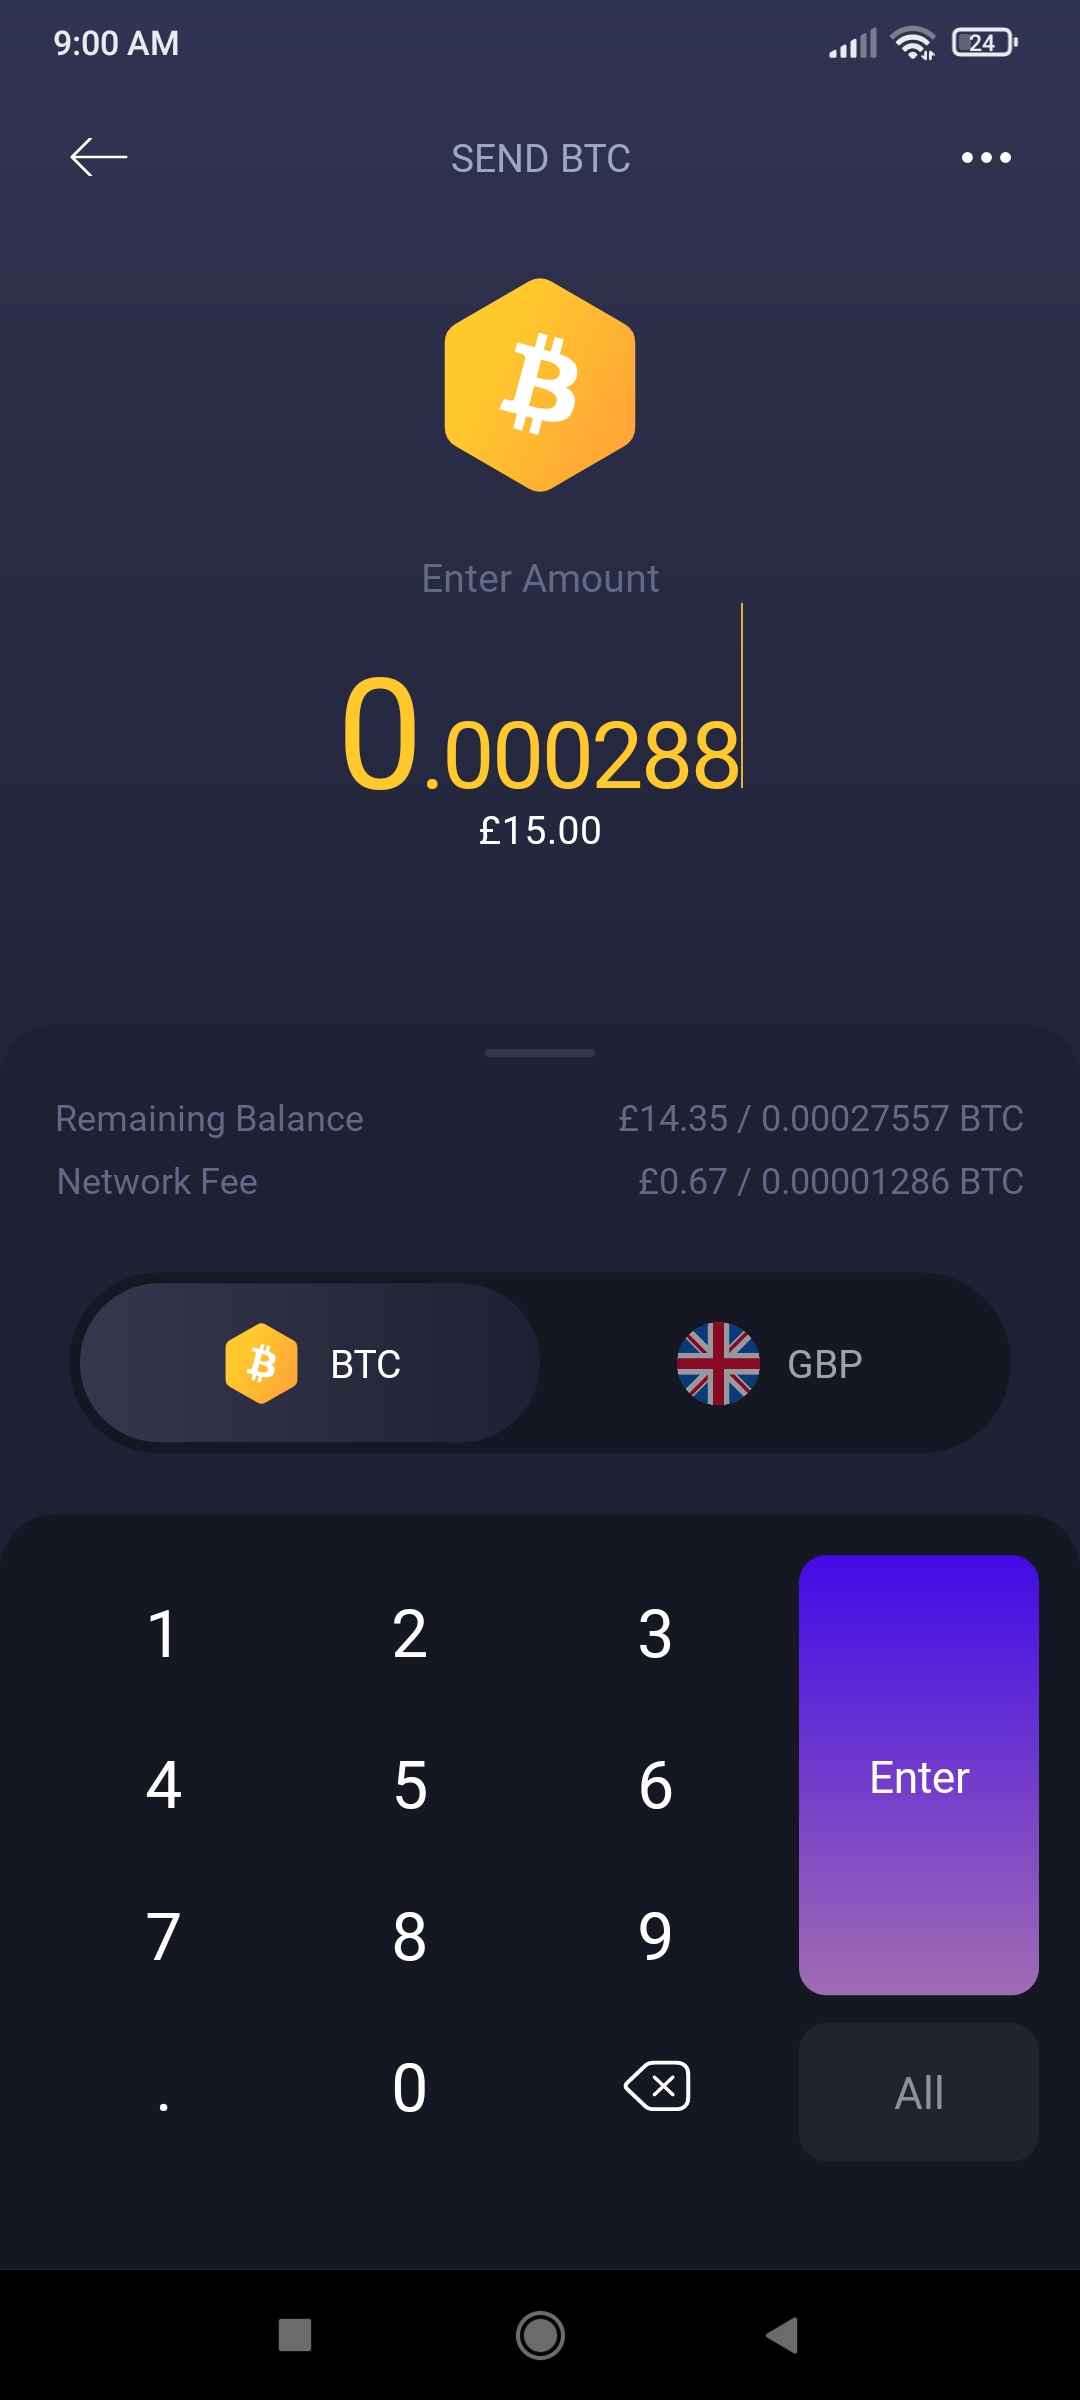 9:00 AM
24
SEND BTC
Enter Amount
0.000288
£15.00
Remaining Balance £14.35 / 0.00027557 BTC
Network Fee £0.67 / 0.00001286 BTC
BTC GBP
1 2 3
4 5 6
Enter
7 8 9
. 0
All